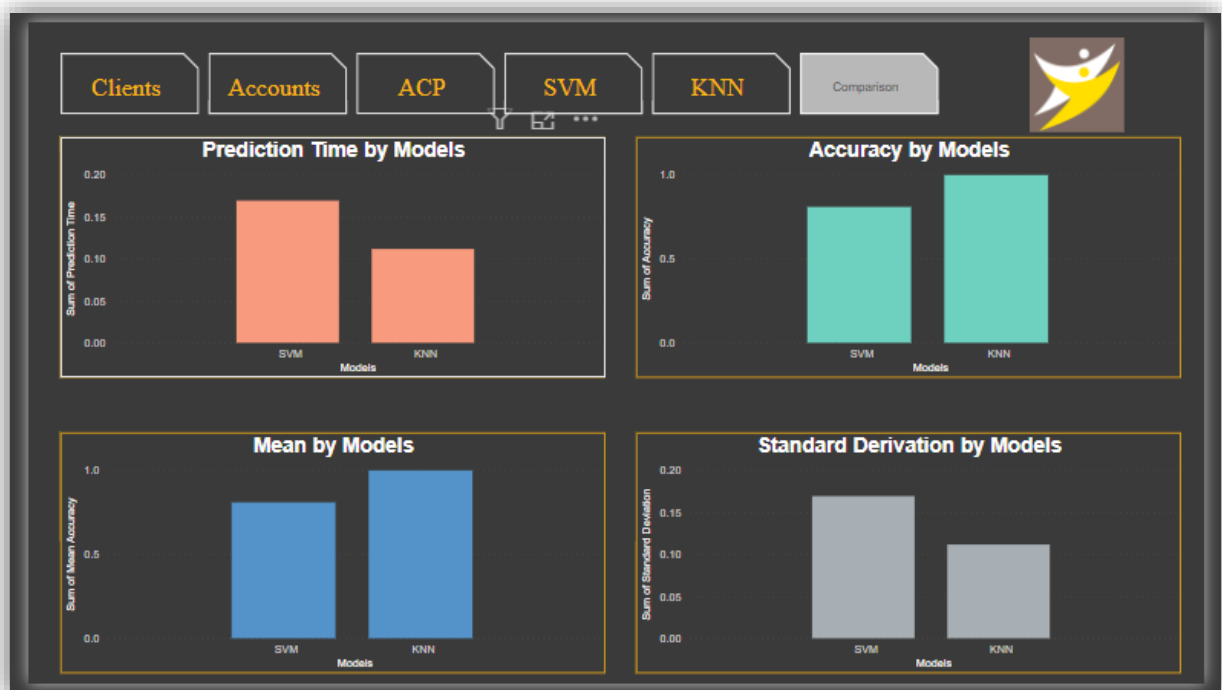 Clients
Accounts
ACP
SVM
KNN
Comparison
Prediction Time by Models
0.20
0.15
0.10
0.05
0.00
Sum of Prediction Time
SVM
KNN
Models
Accuracy by Models
1.0
0.5
0.0
Sum of Accuracy
SVM
KNN
Models
Mean by Models
1.0
0.5
0.0
Sum of Mean Accuracy
SVM
KNN
Models
Standard Derivation by Models
0.20
0.15
0.10
0.05
0.00
Sum of Standard Deviation
SVM
KNN
Models